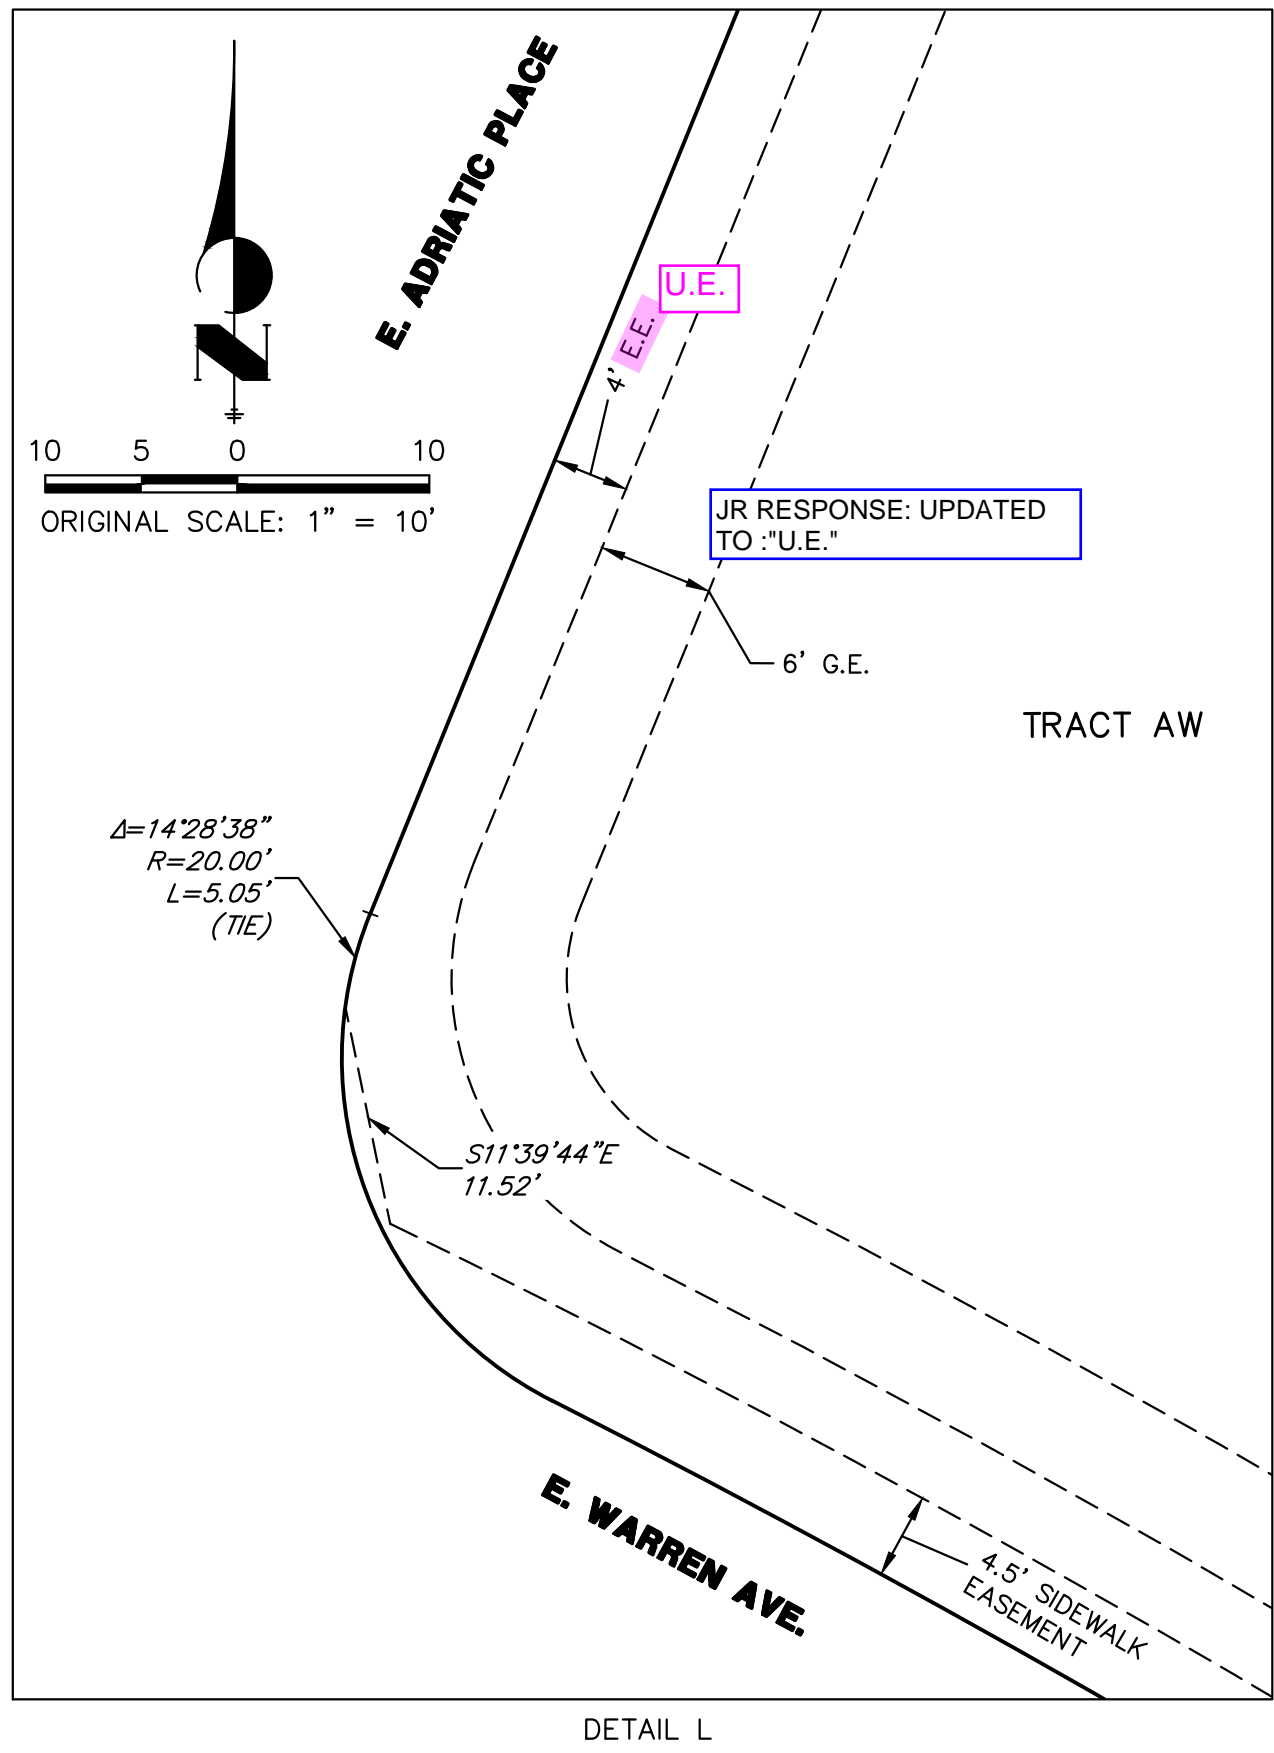 E. ADRIATIC PLACE
N
10 5 0 10
ORIGINAL SCALE: 1” = 10’
U.E.
4’ E.E.
JR RESPONSE: UPDATED
TO :"U.E."
6’ G.E.
TRACT AW
Δ=14°28’38”
R=20.00’
L=5.05’
(TIE)
S11°39’44”E
11.52’
E. WARREN AVE.
4.5’ SIDEWALK
EASEMENT
DETAIL L